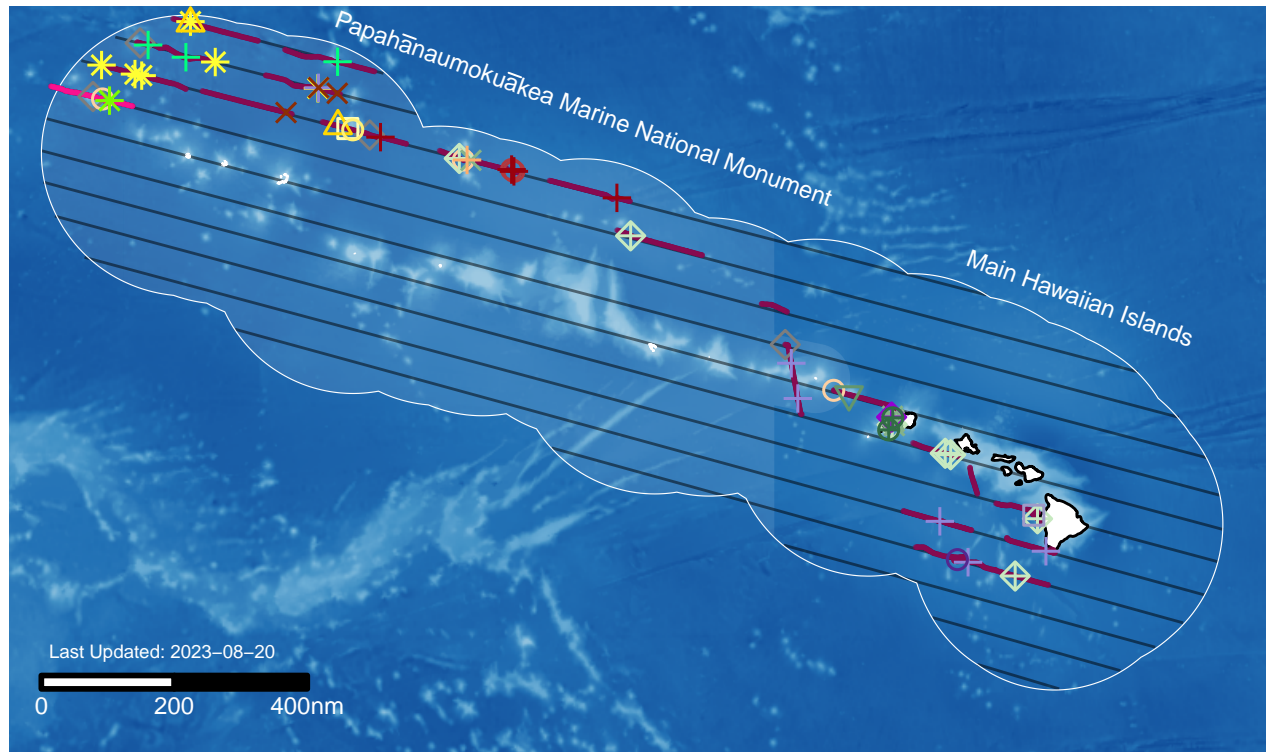 Papahānaumokuākea Marine National Monument
Main Hawaiian Islands
Last Updated: 2023−08−20
0 200 400nm